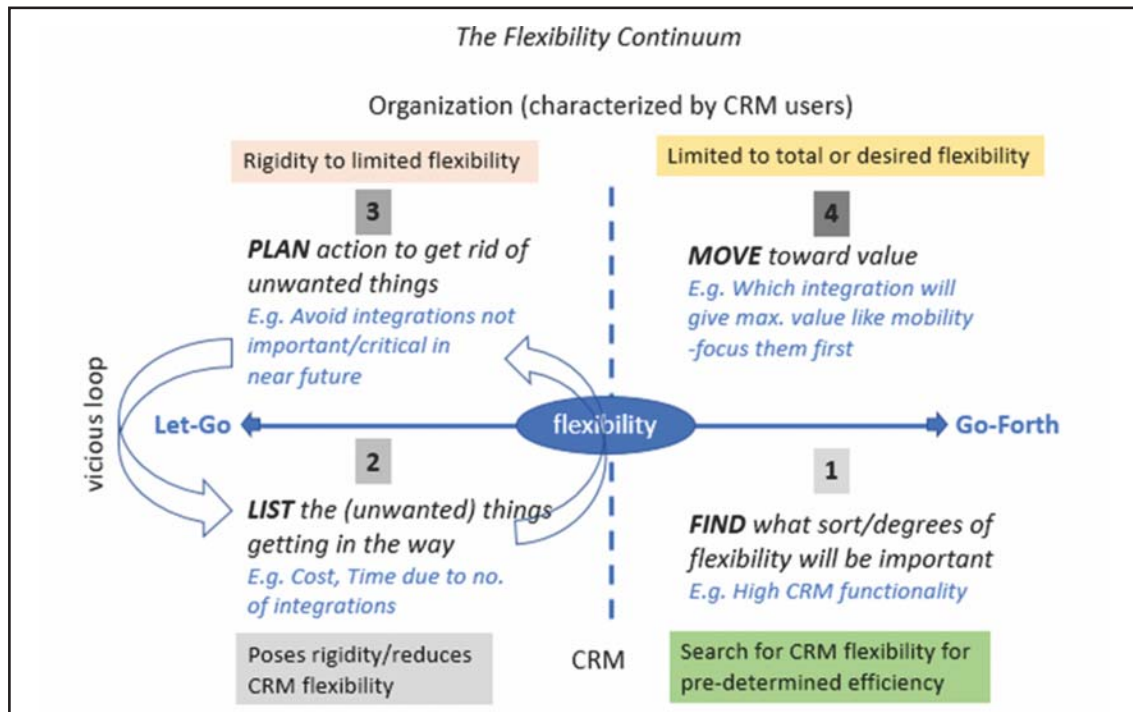 The Flexibility Continuum
Organization (characterized by CRM users)
Rigidity to limited flexibility
3
PLAN action to get rid of
unwanted things
E.g. Avoid integrations not
important/critical in
near future
Limited to total or desired flexibility
4
MOVE toward value
E.g. Which integration will
give max. value like mobility
-focus them first
vicious loop
Let-Go
flexibility
Go-Forth
2
LIST the (unwanted) things
getting in the way
E.g. Cost, Time due to no.
of integrations
Poses rigidity/reduces
CRM flexibility
CRM
1
FIND what sort/degrees of
flexibility will be important
E.g. High CRM functionality
Search for CRM flexibility for
pre-determined efficiency